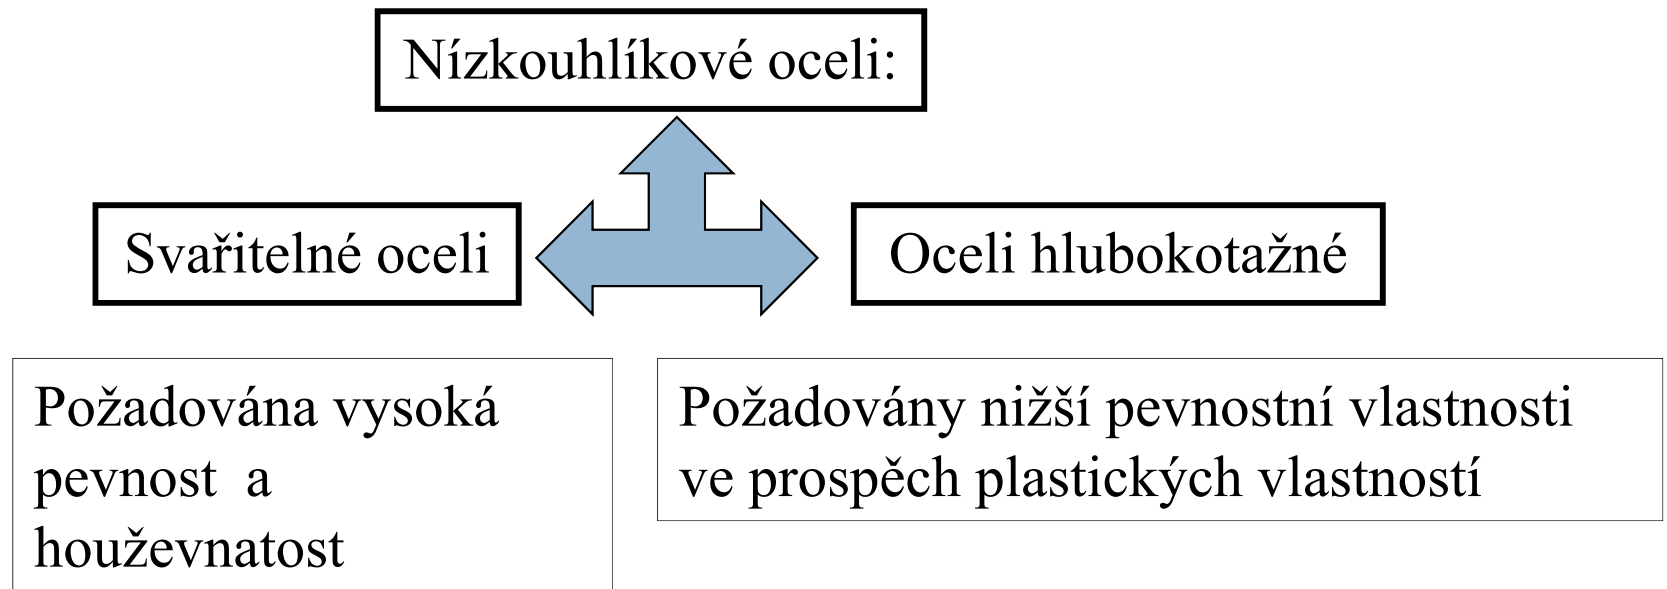 Nízkouhlíkové oceli:
Svařitelné oceli
Oceli hlubokotažné
Požadována vysoká
pevnost a
houževnatost
Požadovány nižší pevnostní vlastnosti
ve prospěch plastických vlastností